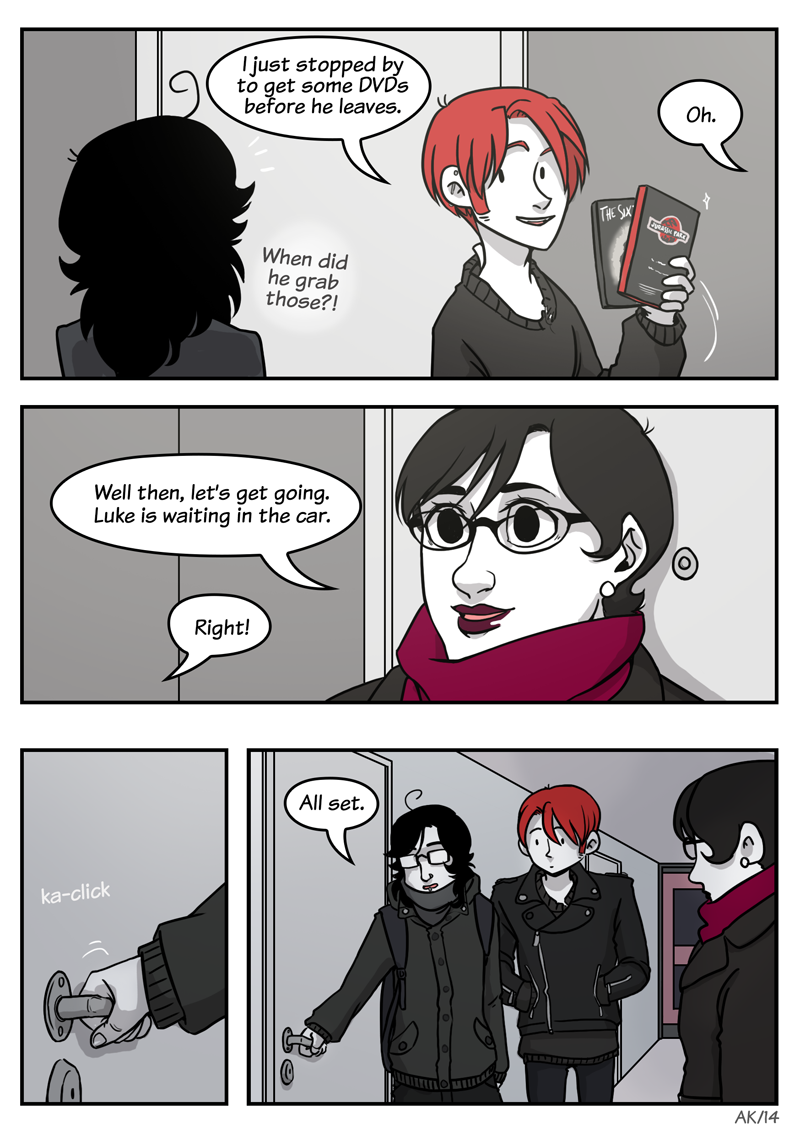 I just stopped by
to get some DVDs
before he leaves.
Oh.
When did
he grab
those?!
THE SIX
JURASSIC PARK
Well then, let's get going.
Luke is waiting in the car.
Right!
ka-click
All set.
AK/14